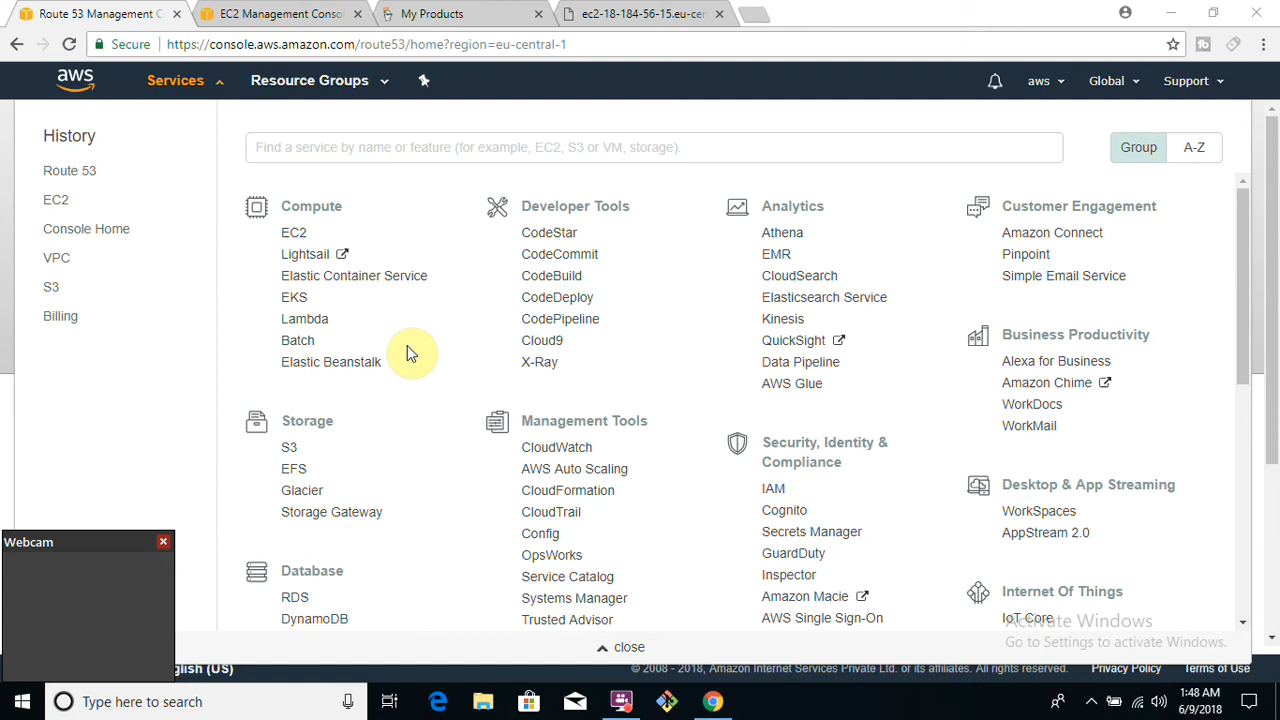 Route 53 Management C
EC2 Management Consol
My Products
ec2-18-184-56-15.eu-cen
Secure
https://console.aws.amazon.com/route53/home?region=eu-central-1
aws
Services
Resource Groups
aws
Global
Support
History
Route 53
EC2
Console Home
VPC
S3
Billing
Find a service by name or feature (for example, EC2, S3 or VM, storage).
Group
A-Z
Compute
EC2
Lightsail
Elastic Container Service
EKS
Lambda
Batch
Elastic Beanstalk
Storage
S3
EFS
Glacier
Storage Gateway
Database
RDS
DynamoDB
Developer Tools
CodeStar
CodeCommit
CodeBuild
CodeDeploy
CodePipeline
Cloud9
X-Ray
Management Tools
CloudWatch
AWS Auto Scaling
CloudFormation
CloudTrail
Config
OpsWorks
Service Catalog
Systems Manager
Trusted Advisor
Analytics
Athena
EMR
CloudSearch
Elasticsearch Service
Kinesis
QuickSight
Data Pipeline
AWS Glue
Security, Identity &
Compliance
IAM
Cognito
Secrets Manager
GuardDuty
Inspector
Amazon Macie
AWS Single Sign-On
Customer Engagement
Amazon Connect
Pinpoint
Simple Email Service
Business Productivity
Alexa for Business
Amazon Chime
WorkDocs
WorkMail
Desktop & App Streaming
WorkSpaces
AppStream 2.0
Internet Of Things
IoT Core
Activate Windows
Go to Settings to activate Windows.
close
Webcam
glish (US)
© 2008 - 2018, Amazon Internet Services Private Ltd. or its affiliates. All rights reserved.
Privacy Policy
Terms of Use
Type here to search
1:48 AM
6/9/2018